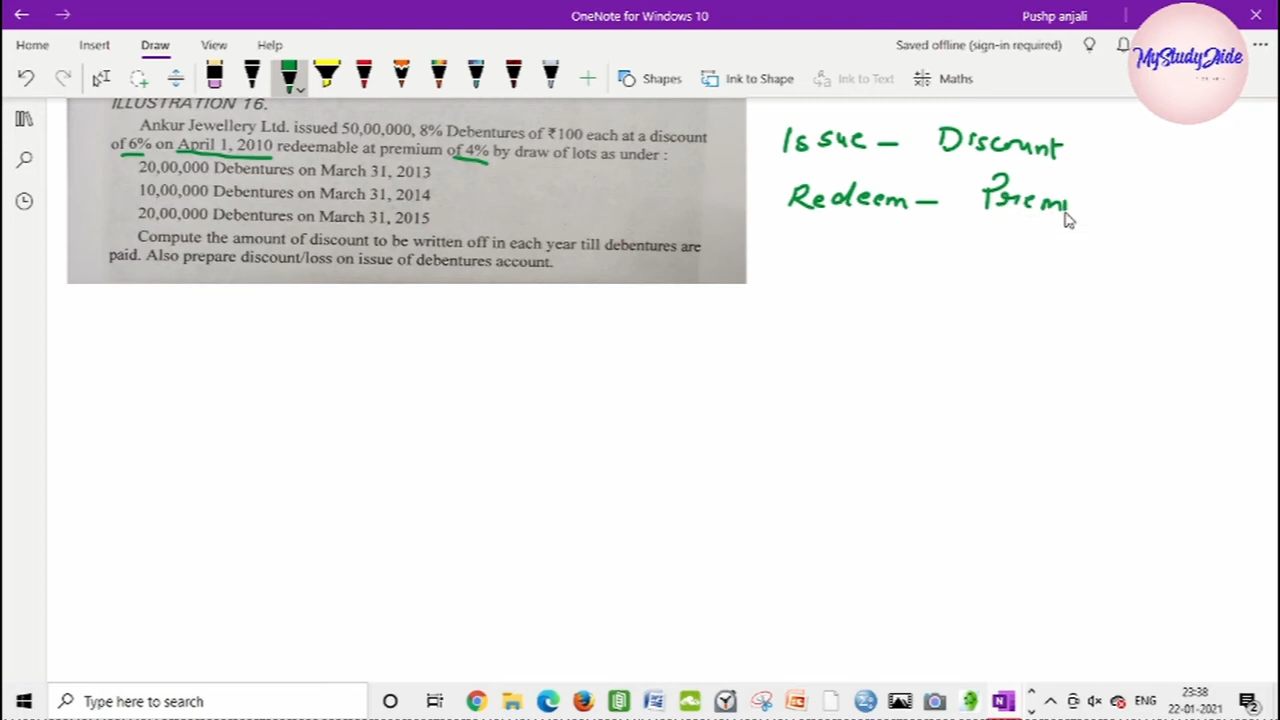 OneNote for Windows 10
Pushp anjali
Home Insert Draw View Help
Saved offline (sign-in required)
Shapes
Ink to Shape
Ink to Text
Maths
MyStudyAide
ILLUSTRATION 16.
Ankur Jewellery Ltd. issued 50,00,000, 8% Debentures of ₹100 each at a discount
of 6% on April 1, 2010 redeemable at premium of 4% by draw of lots as under :
20,00,000 Debentures on March 31, 2013
10,00,000 Debentures on March 31, 2014
20,00,000 Debentures on March 31, 2015
Compute the amount of discount to be written off in each year till debentures are
paid. Also prepare discount/loss on issue of debentures account.
Issue — Discount
Redeem — Prem
Type here to search
ENG
23:38
22-01-2021
2